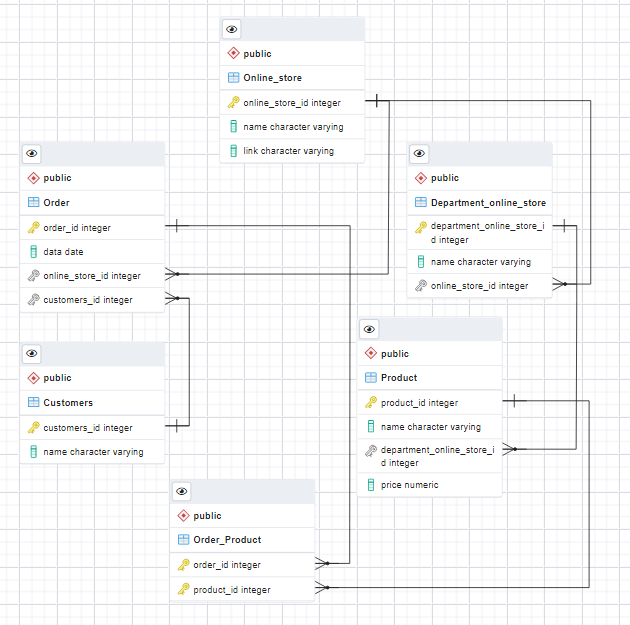 public
Online_store
online_store_id integer
name character varying
link character varying
public
Order
order_id integer
data date
online_store_id integer
customers_id integer
public
Department_online_store
department_online_store_i
d integer
name character varying
online_store_id integer
public
Customers
customers_id integer
name character varying
public
Product
product_id integer
name character varying
department_online_store_i
d integer
price numeric
public
Order_Product
order_id integer
product_id integer